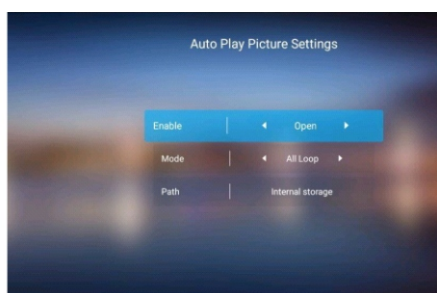 Auto Play Picture Settings
Enable Open
Mode All Loop
Path Internal storage